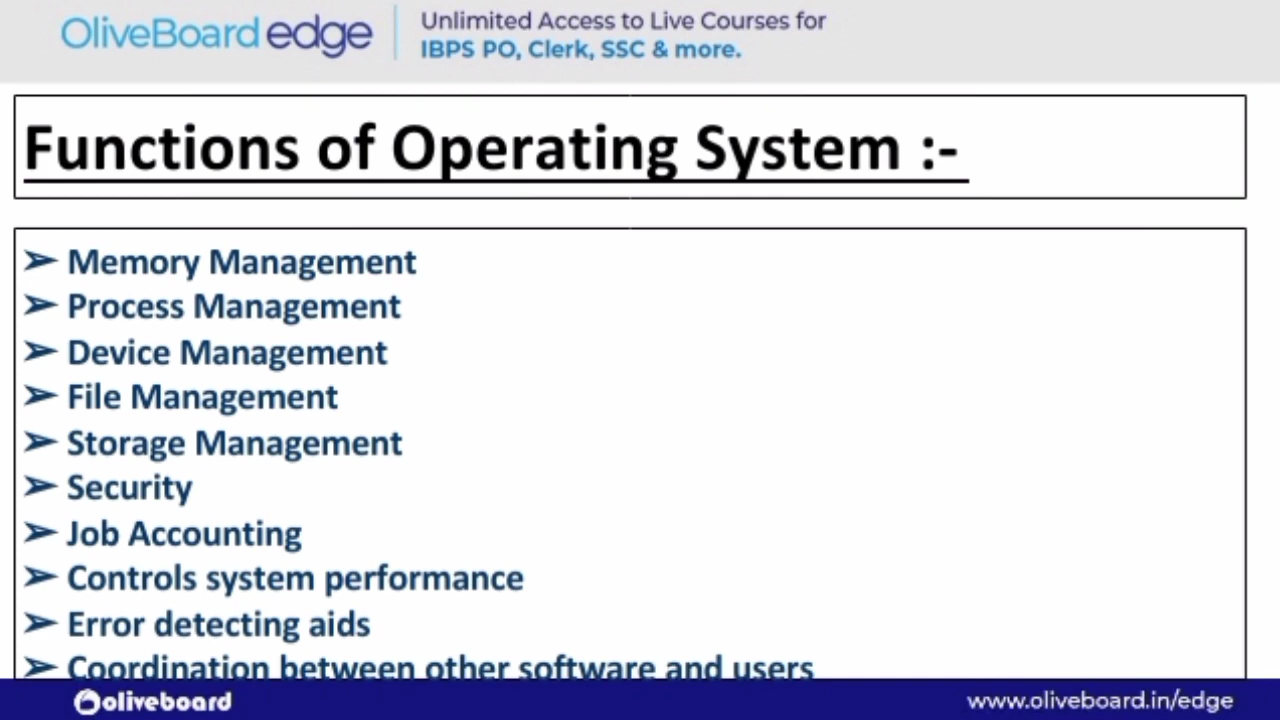 OliveBoard edge
Unlimited Access to Live Courses for
IBPS PO, Clerk, SSC & more.
Functions of Operating System :-
➢ Memory Management
➢ Process Management
➢ Device Management
➢ File Management
➢ Storage Management
➢ Security
➢ Job Accounting
➢ Controls system performance
➢ Error detecting aids
➢ Coordination between other software and users
oliveboard
www.oliveboard.in/edge